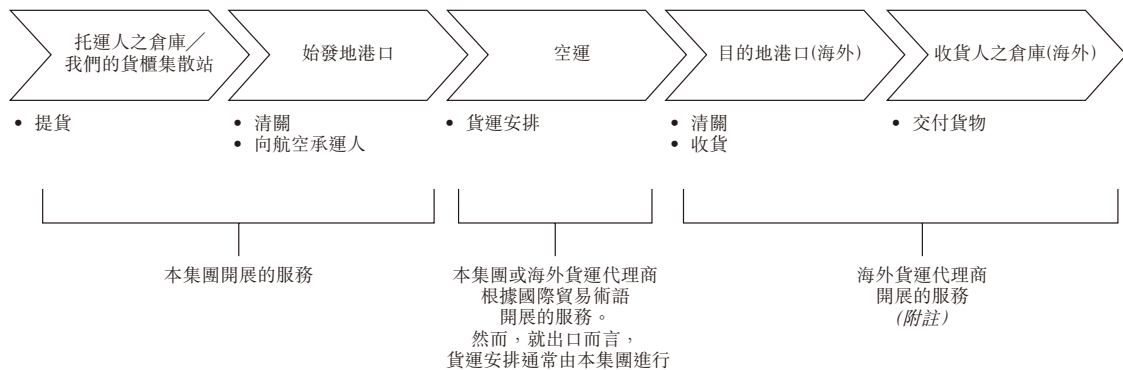 托運人之倉庫／
我們的貨櫃集散站
始發地港口
空運
目的地港口(海外)
收貨人之倉庫(海外)
• 提貨
• 清關
• 向航空承運人
• 貨運安排
• 清關
• 收貨
• 交付貨物
本集團開展的服務
本集團或海外貨運代理商
根據國際貿易術語
開展的服務。
然而，就出口而言，
貨運安排通常由本集團進行
海外貨運代理商
開展的服務
(附註)